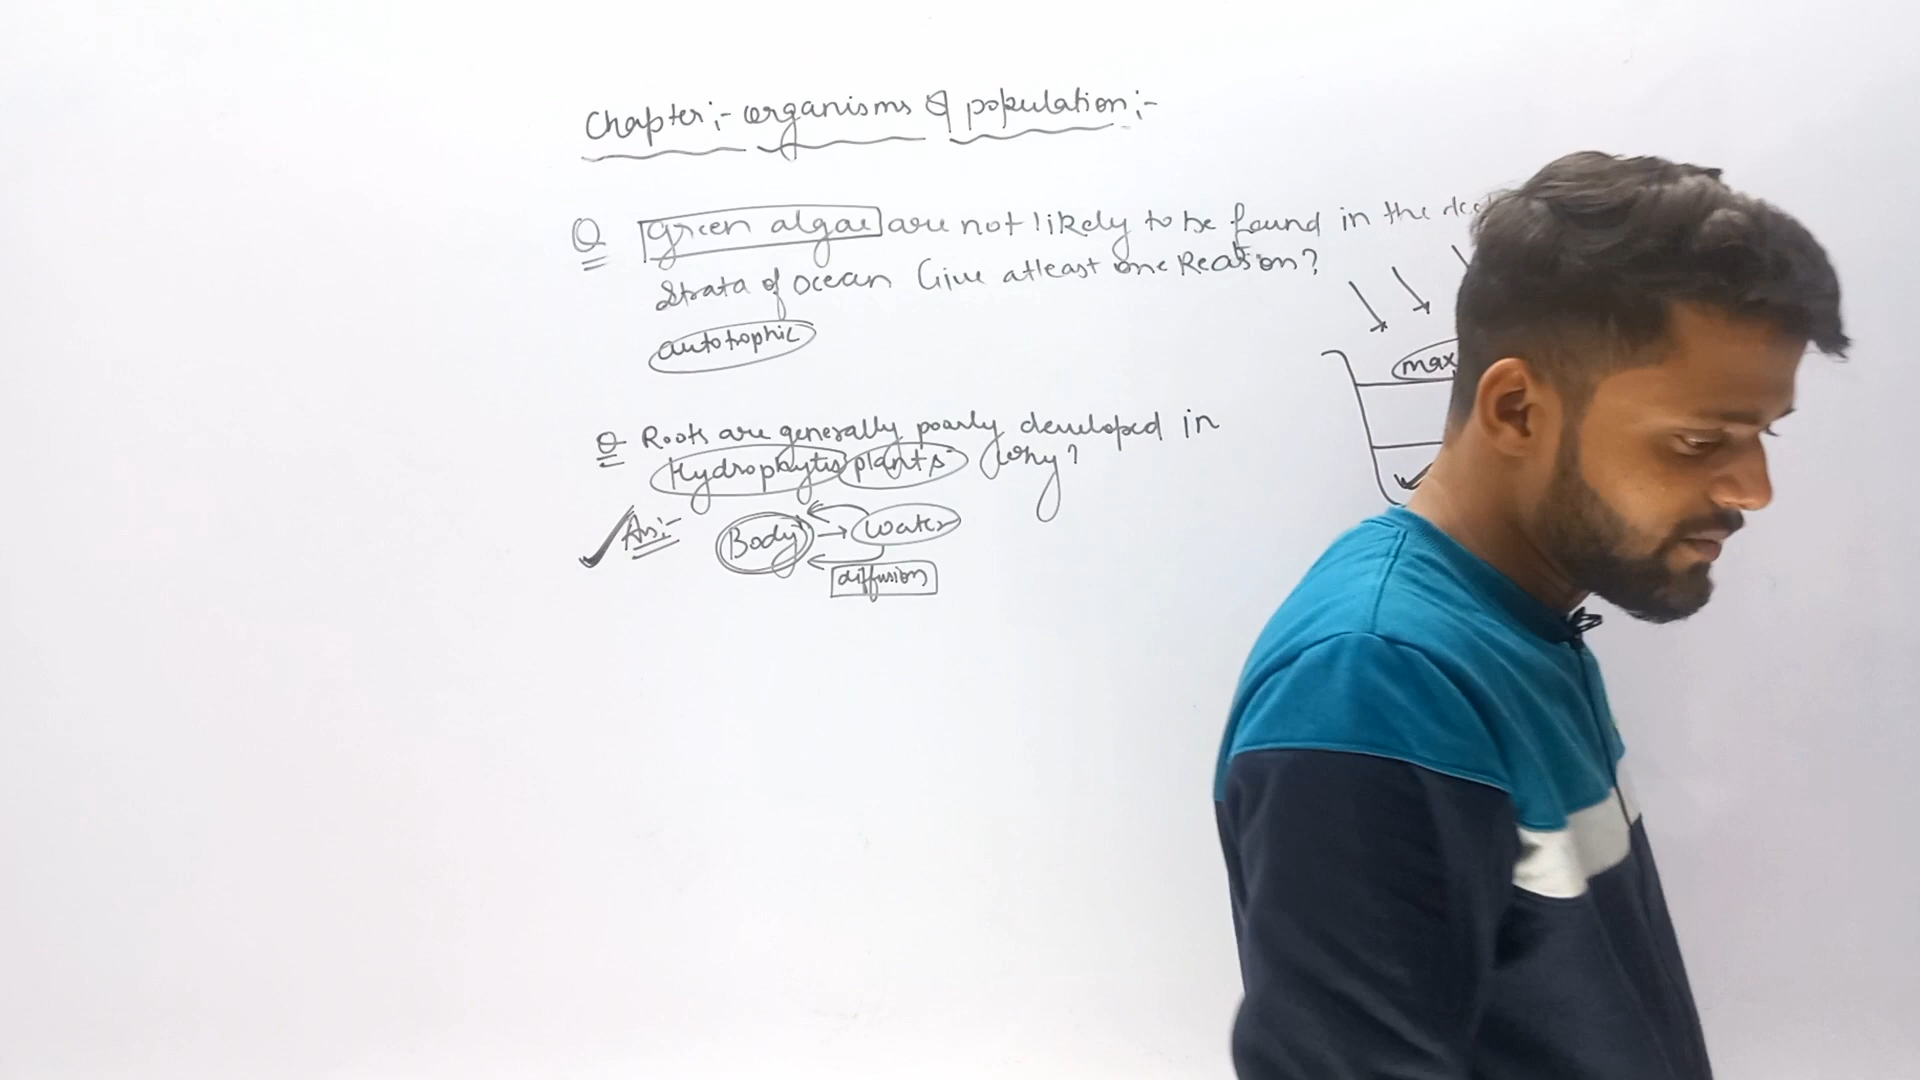 Chapter:- organisms & population:-
Q green algae are not likely to be found in the
Strata of ocean Give atleast one Reason?
autotrophic
max
Q Roots are generally poorly developed in
Hydrophytis plants why?
Ans:- Body water
diffusion